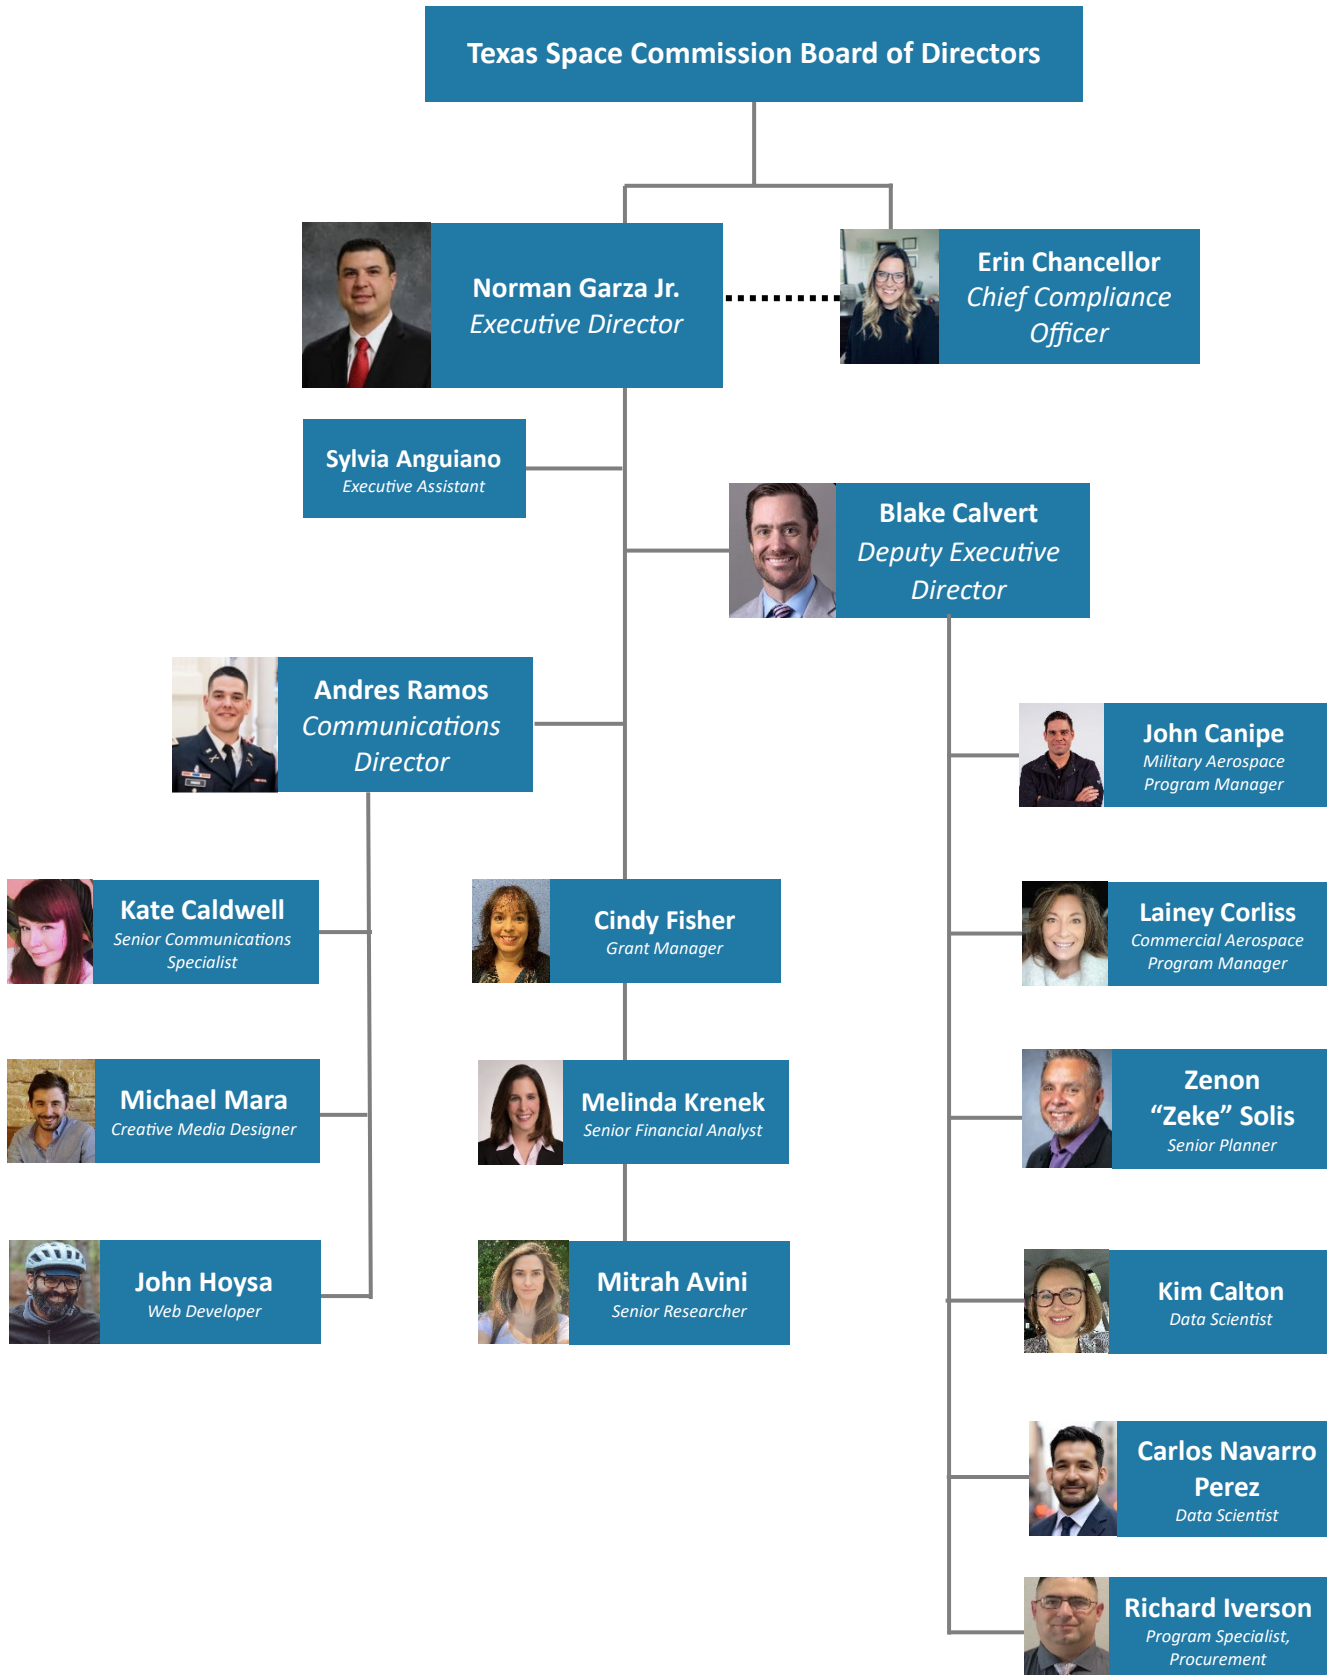 Texas Space Commission Board of Directors
Norman Garza Jr.
Executive Director
Erin Chancellor
Chief Compliance
Officer
Sylvia Anguiano
Executive Assistant
Blake Calvert
Deputy Executive
Director
Andres Ramos
Communications
Director
John Canipe
Military Aerospace
Program Manager
Kate Caldwell
Senior Communications
Specialist
Cindy Fisher
Grant Manager
Lainey Corliss
Commercial Aerospace
Program Manager
Michael Mara
Creative Media Designer
Melinda Krenek
Senior Financial Analyst
Zenon
“Zeke” Solis
Senior Planner
John Hoysa
Web Developer
Mitrah Avini
Senior Researcher
Kim Calton
Data Scientist
Carlos Navarro
Perez
Data Scientist
Richard Iverson
Program Specialist,
Procurement